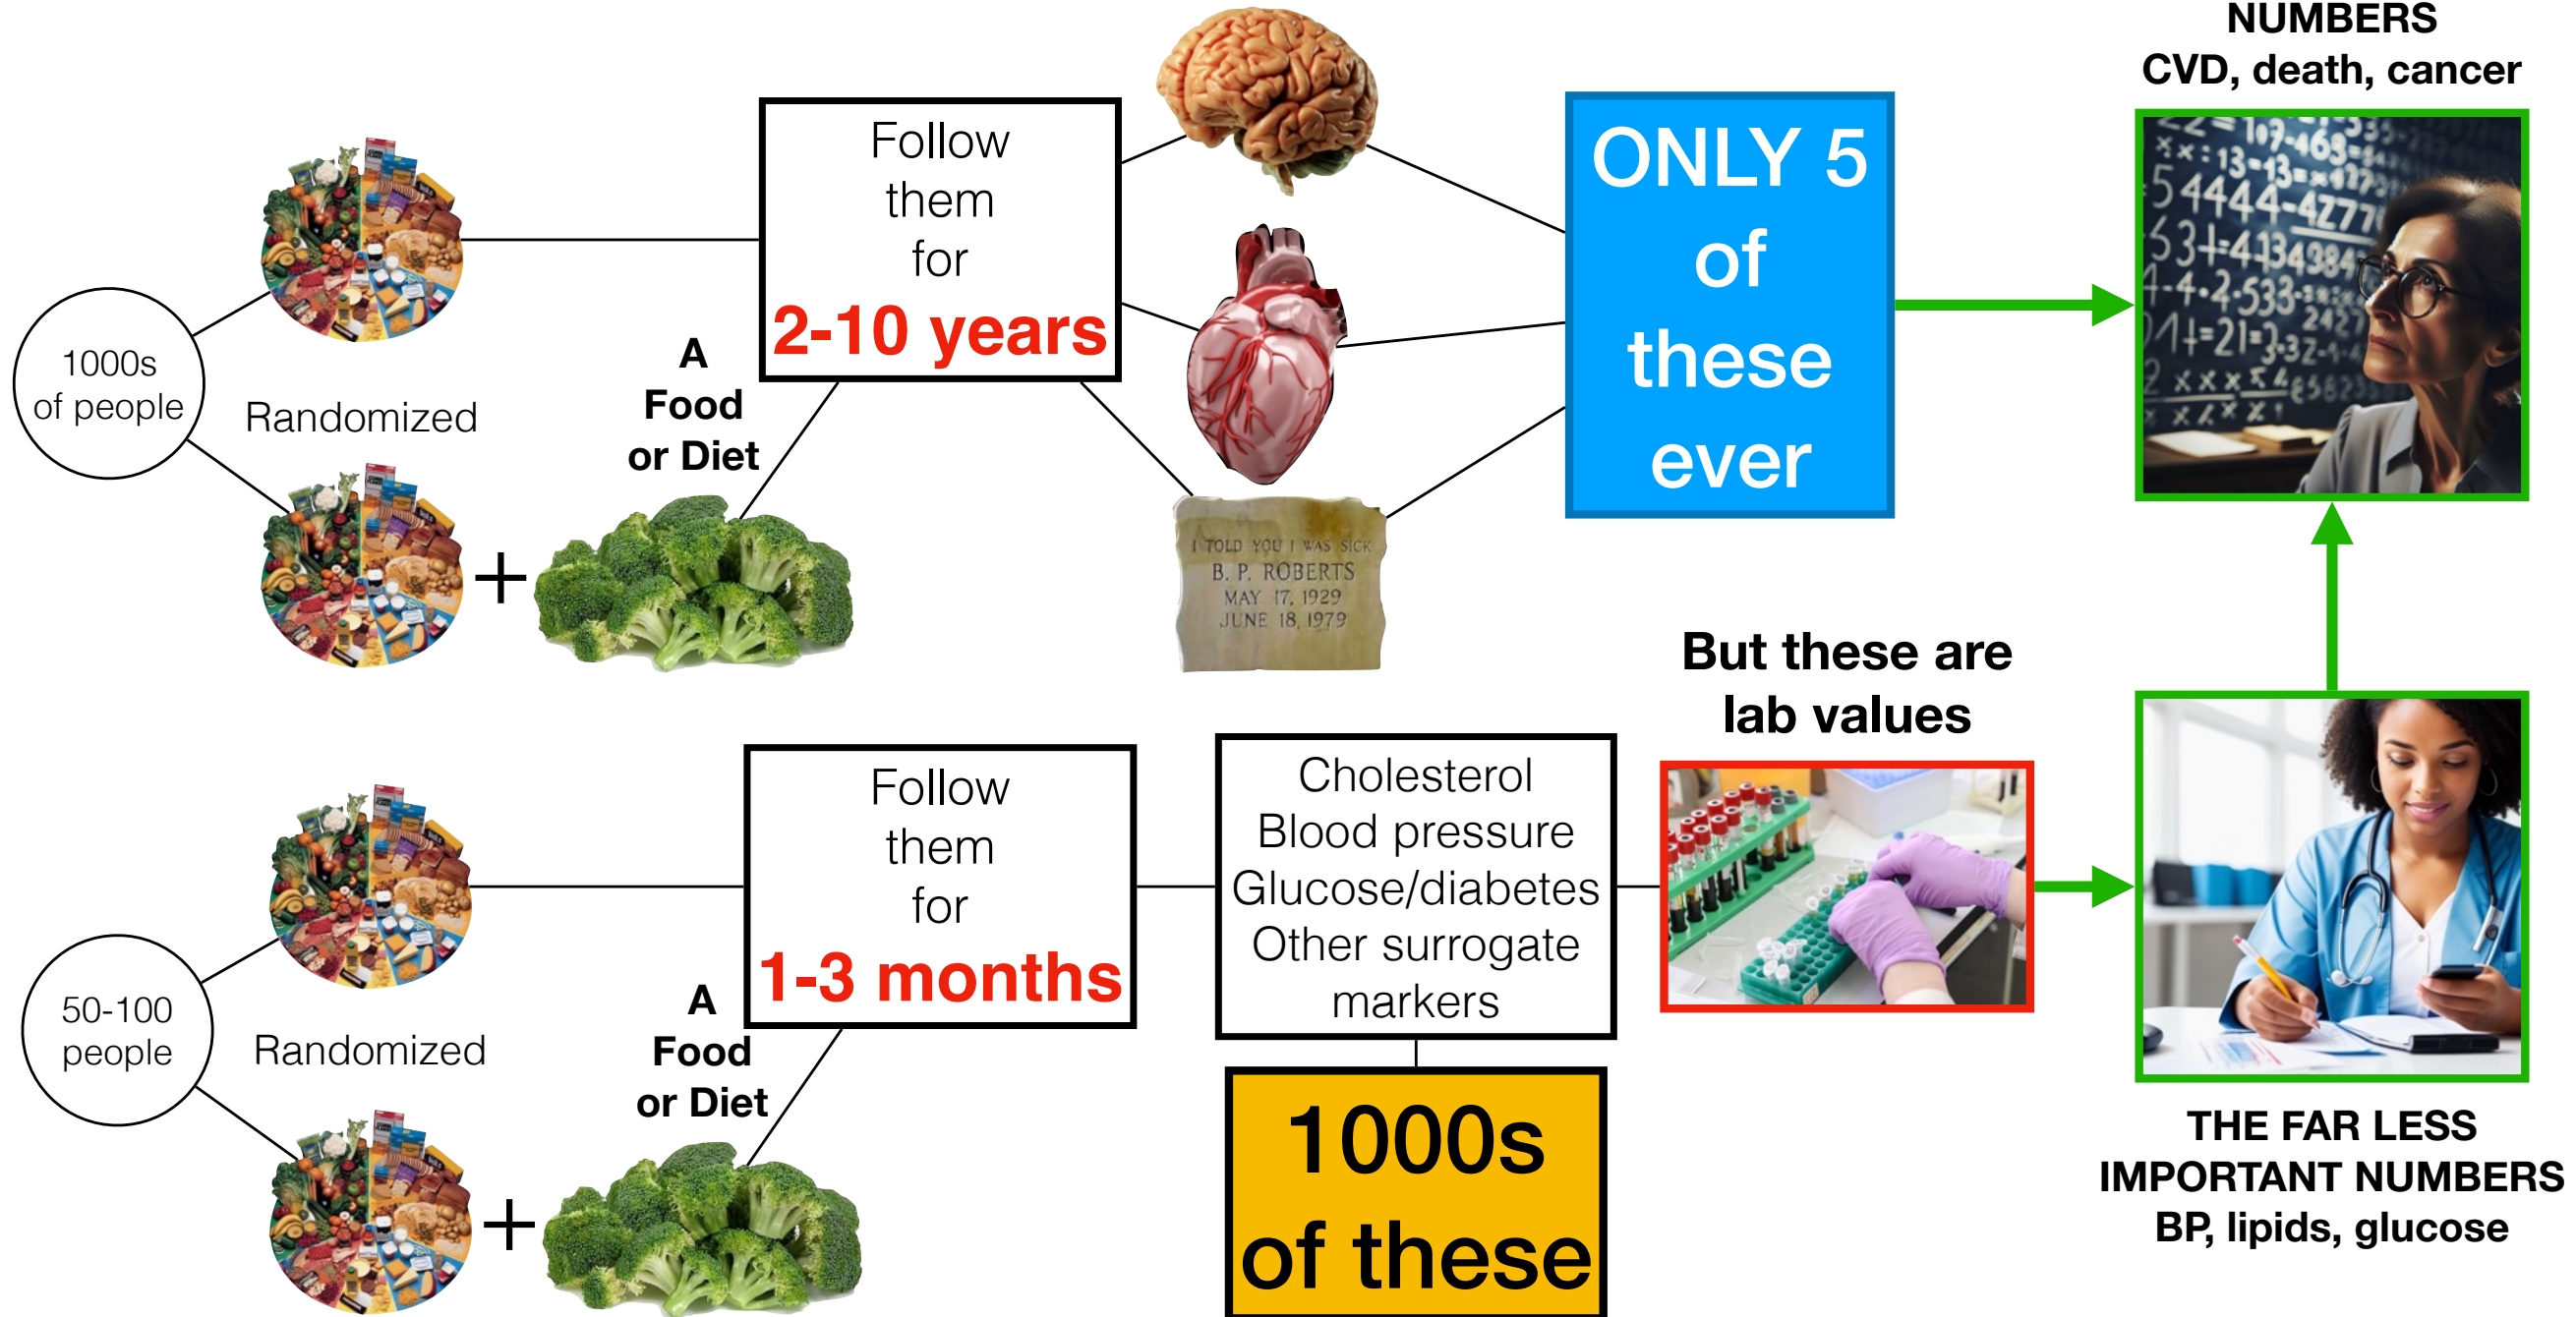 NUMBERS
CVD, death, cancer
Follow
them
for
2-10 years
ONLY 5
of
these
ever
1000s
of people
Randomized
A
Food
or Diet
+
I TOLD YOU I WAS SICK
B. P. ROBERTS
MAY 17, 1929
JUNE 18, 1979
But these are
lab values
Follow
them
for
1-3 months
Cholesterol
Blood pressure
Glucose/diabetes
Other surrogate
markers
50-100
people
Randomized
A
Food
or Diet
+
1000s
of these
THE FAR LESS
IMPORTANT NUMBERS
BP, lipids, glucose